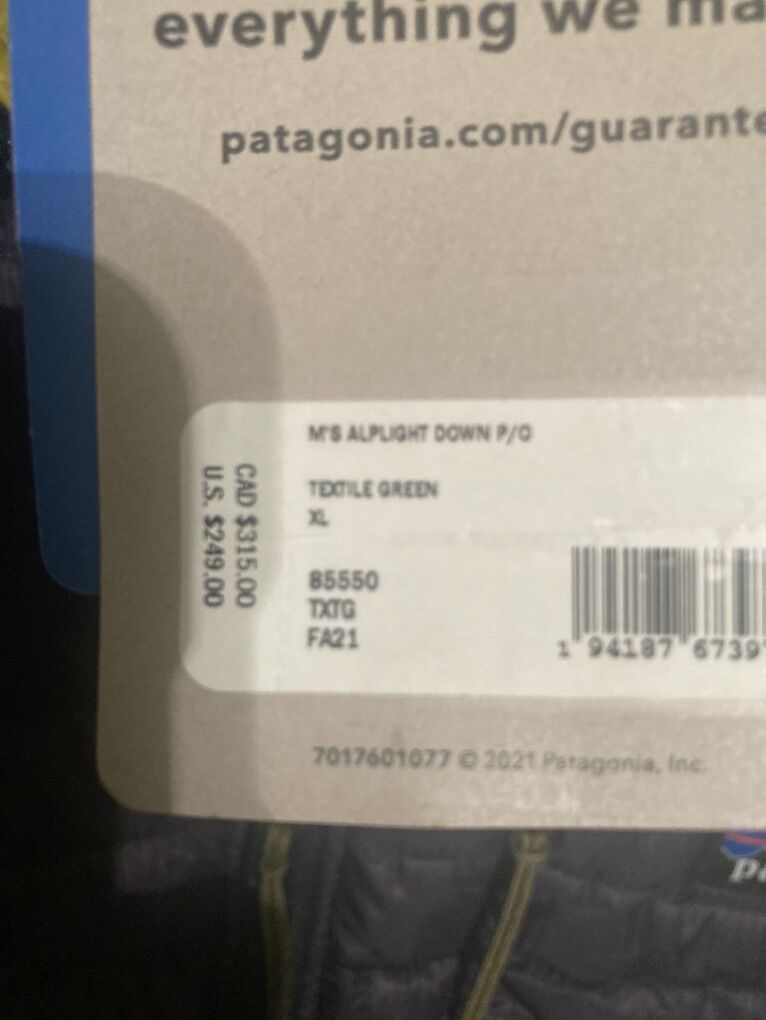 everything we ma
patagonia.com/guarante
M'S ALPLIGHT DOWN P/O
TEXTILE GREEN
XL
85550
TXTG
FA21
CAD $315.00
U.S. $249.00
1 94187 6739
7017601077 © 2021 Patagonia, Inc.
pa